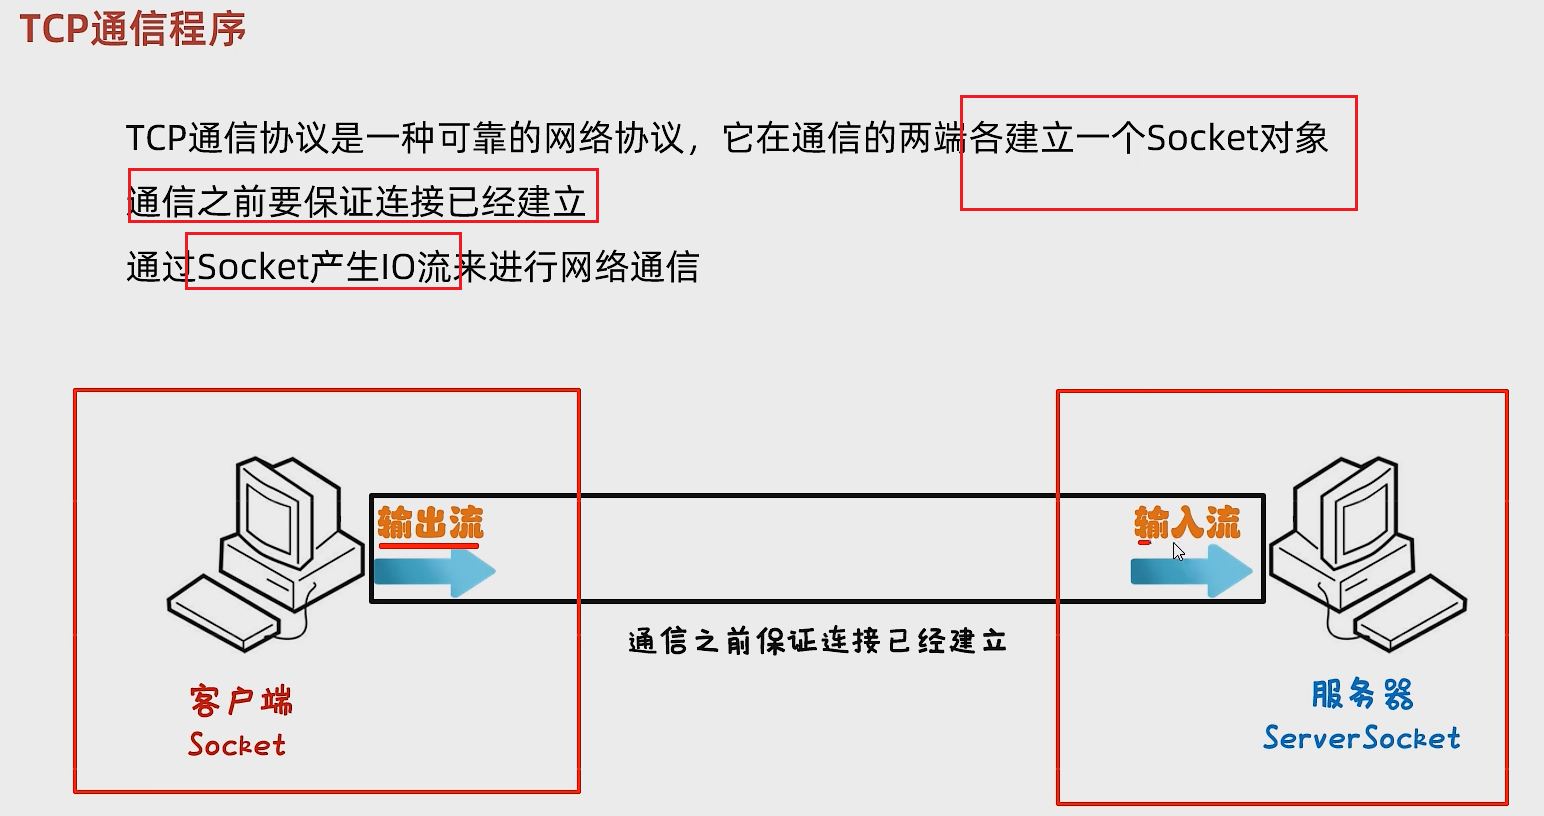 TCP通信程序
TCP通信协议是一种可靠的网络协议，它在通信的两端各建立一个Socket对象
通信之前要保证连接已经建立
通过Socket产生IO流来进行网络通信
输出流
输入流
通信之前保证连接已经建立
客户端
Socket
服务器
ServerSocket